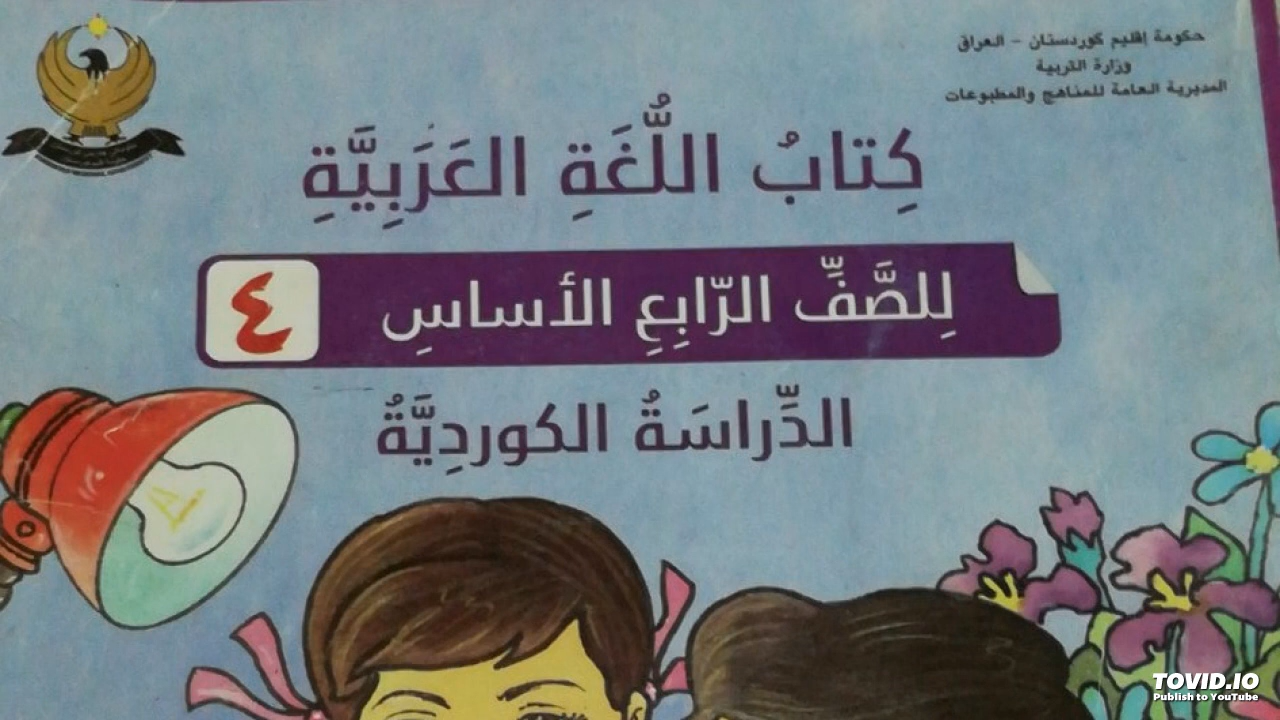 حكومة إقليم كوردستان - العراق
وزارة التربية
المديرية العامة للمناهج والمطبوعات
كِتابُ اللُّغَةِ العَرَبِيَّةِ
لِلصَّفِّ الرّابِعِ الأساسِ
٤
الدِّراسَةُ الكوردِيَّةُ
TOVID.IO
Publish to YouTube